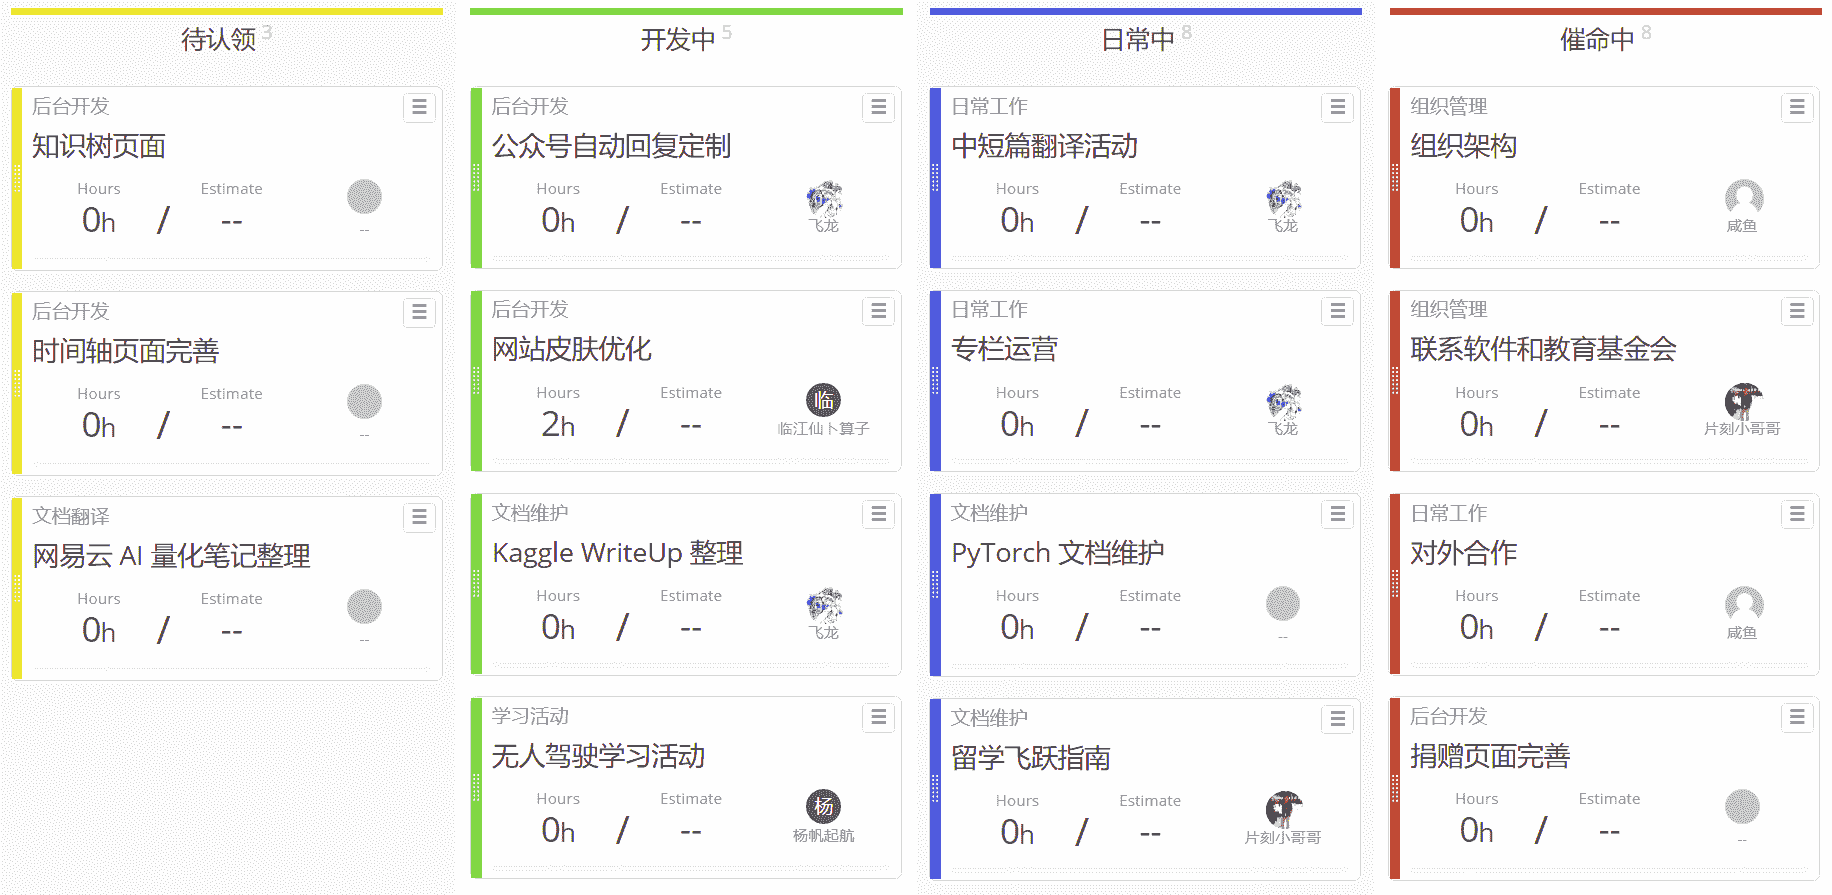 待认领 3
后台开发
知识树页面
Hours Estimate
0h / --
--
后台开发
时间轴页面完善
Hours Estimate
0h / --
--
文档翻译
网易云 AI 量化笔记整理
Hours Estimate
0h / --
--
开发中 5
后台开发
公众号自动回复定制
Hours Estimate
0h / --
飞龙
后台开发
网站皮肤优化
Hours Estimate
2h / --
临
临江仙卜算子
文档维护
Kaggle WriteUp 整理
Hours Estimate
0h / --
飞龙
学习活动
无人驾驶学习活动
Hours Estimate
0h / --
杨
杨帆起航
日常中 8
日常工作
中短篇翻译活动
Hours Estimate
0h / --
飞龙
日常工作
专栏运营
Hours Estimate
0h / --
飞龙
文档维护
PyTorch 文档维护
Hours Estimate
0h / --
--
文档维护
留学飞跃指南
Hours Estimate
0h / --
片刻小哥哥
催命中 8
组织管理
组织架构
Hours Estimate
0h / --
咸鱼
组织管理
联系软件和教育基金会
Hours Estimate
0h / --
片刻小哥哥
日常工作
对外合作
Hours Estimate
0h / --
咸鱼
后台开发
捐赠页面完善
Hours Estimate
0h / --
--